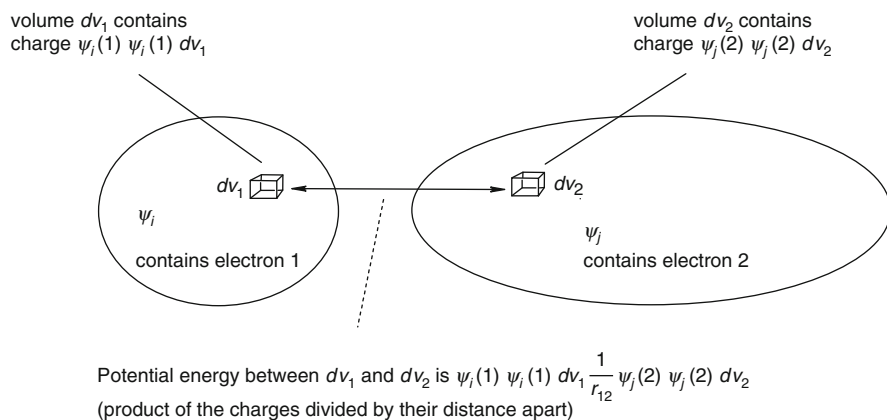 volume dv₁ contains
charge ψᵢ(1) ψᵢ(1) dv₁
volume dv₂ contains
charge ψⱼ(2) ψⱼ(2) dv₂
dv₁
dv₂
ψᵢ
contains electron 1
ψⱼ
contains electron 2
Potential energy between dv₁ and dv₂ is ψᵢ(1) ψᵢ(1) dv₁ 1/r₁₂ ψⱼ(2) ψⱼ(2) dv₂
(product of the charges divided by their distance apart)